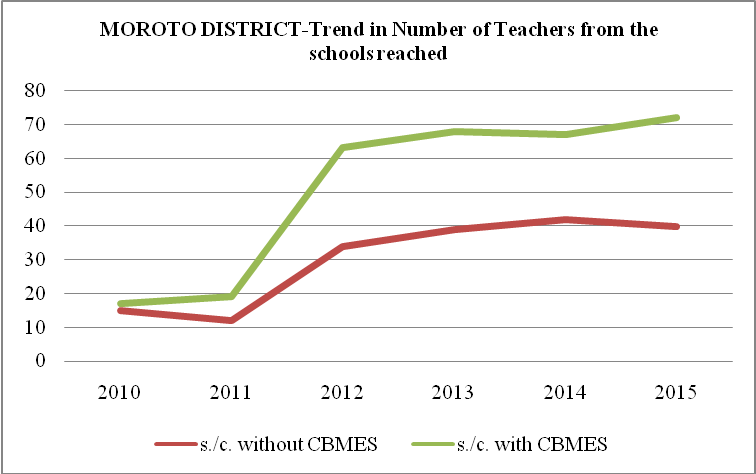 MOROTO DISTRICT-Trend in Number of Teachers from the
schools reached
80
70
60
50
40
30
20
10
0
2010 2011 2012 2013 2014 2015
s./c. without CBMES s./c. with CBMES